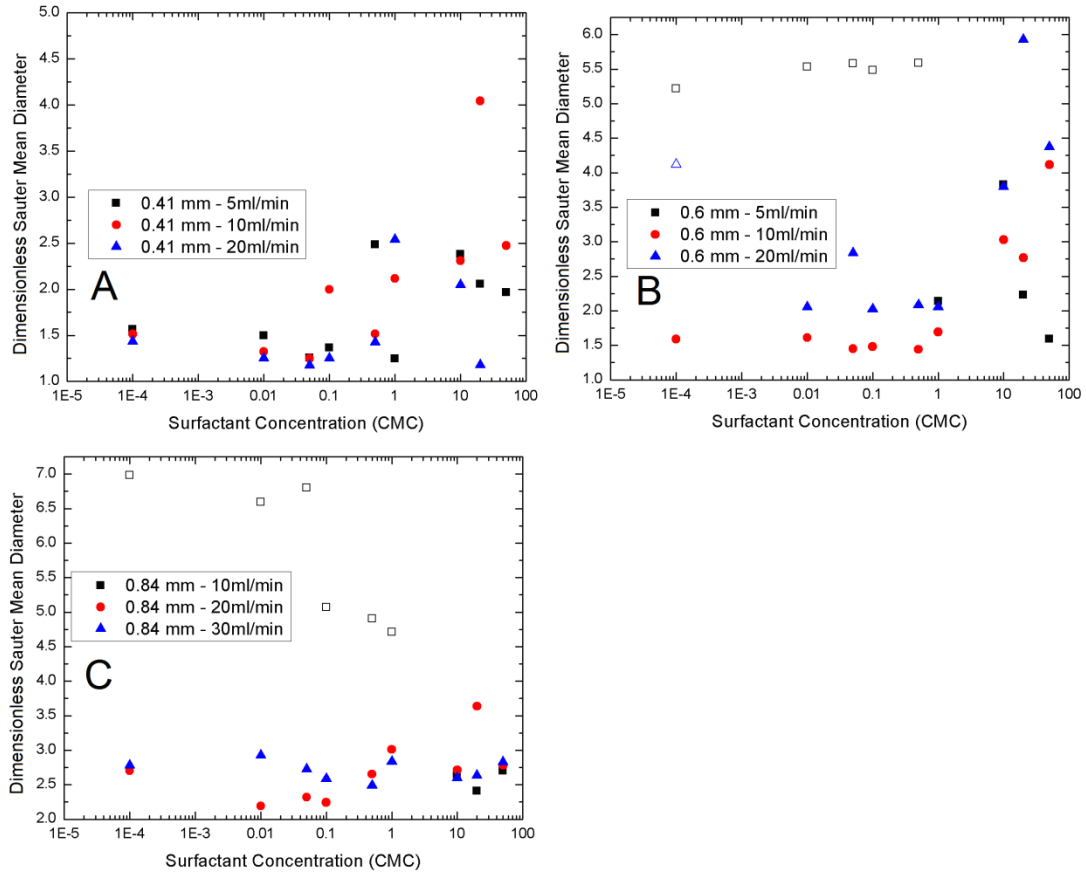 Dimensionless Sauter Mean Diameter
5.0
4.5
4.0
3.5
3.0
2.5
2.0
1.5
1.0
0.41 mm - 5ml/min
0.41 mm - 10ml/min
0.41 mm - 20ml/min
A
1E-5 1E-4 0.01 0.1 1 10 100
Surfactant Concentration (CMC)
Dimensionless Sauter Mean Diameter
6.0
5.5
5.0
4.5
4.0
3.5
3.0
2.5
2.0
1.5
1.0
0.6 mm - 5ml/min
0.6 mm - 10ml/min
0.6 mm - 20ml/min
B
1E-5 1E-4 0.01 0.1 1 10 100
Surfactant Concentration (CMC)
Dimensionless Sauter Mean Diameter
7.0
6.5
6.0
5.5
5.0
4.5
4.0
3.5
3.0
2.5
2.0
0.84 mm - 10ml/min
0.84 mm - 20ml/min
0.84 mm - 30ml/min
C
1E-5 1E-4 0.01 0.1 1 10 100
Surfactant Concentration (CMC)